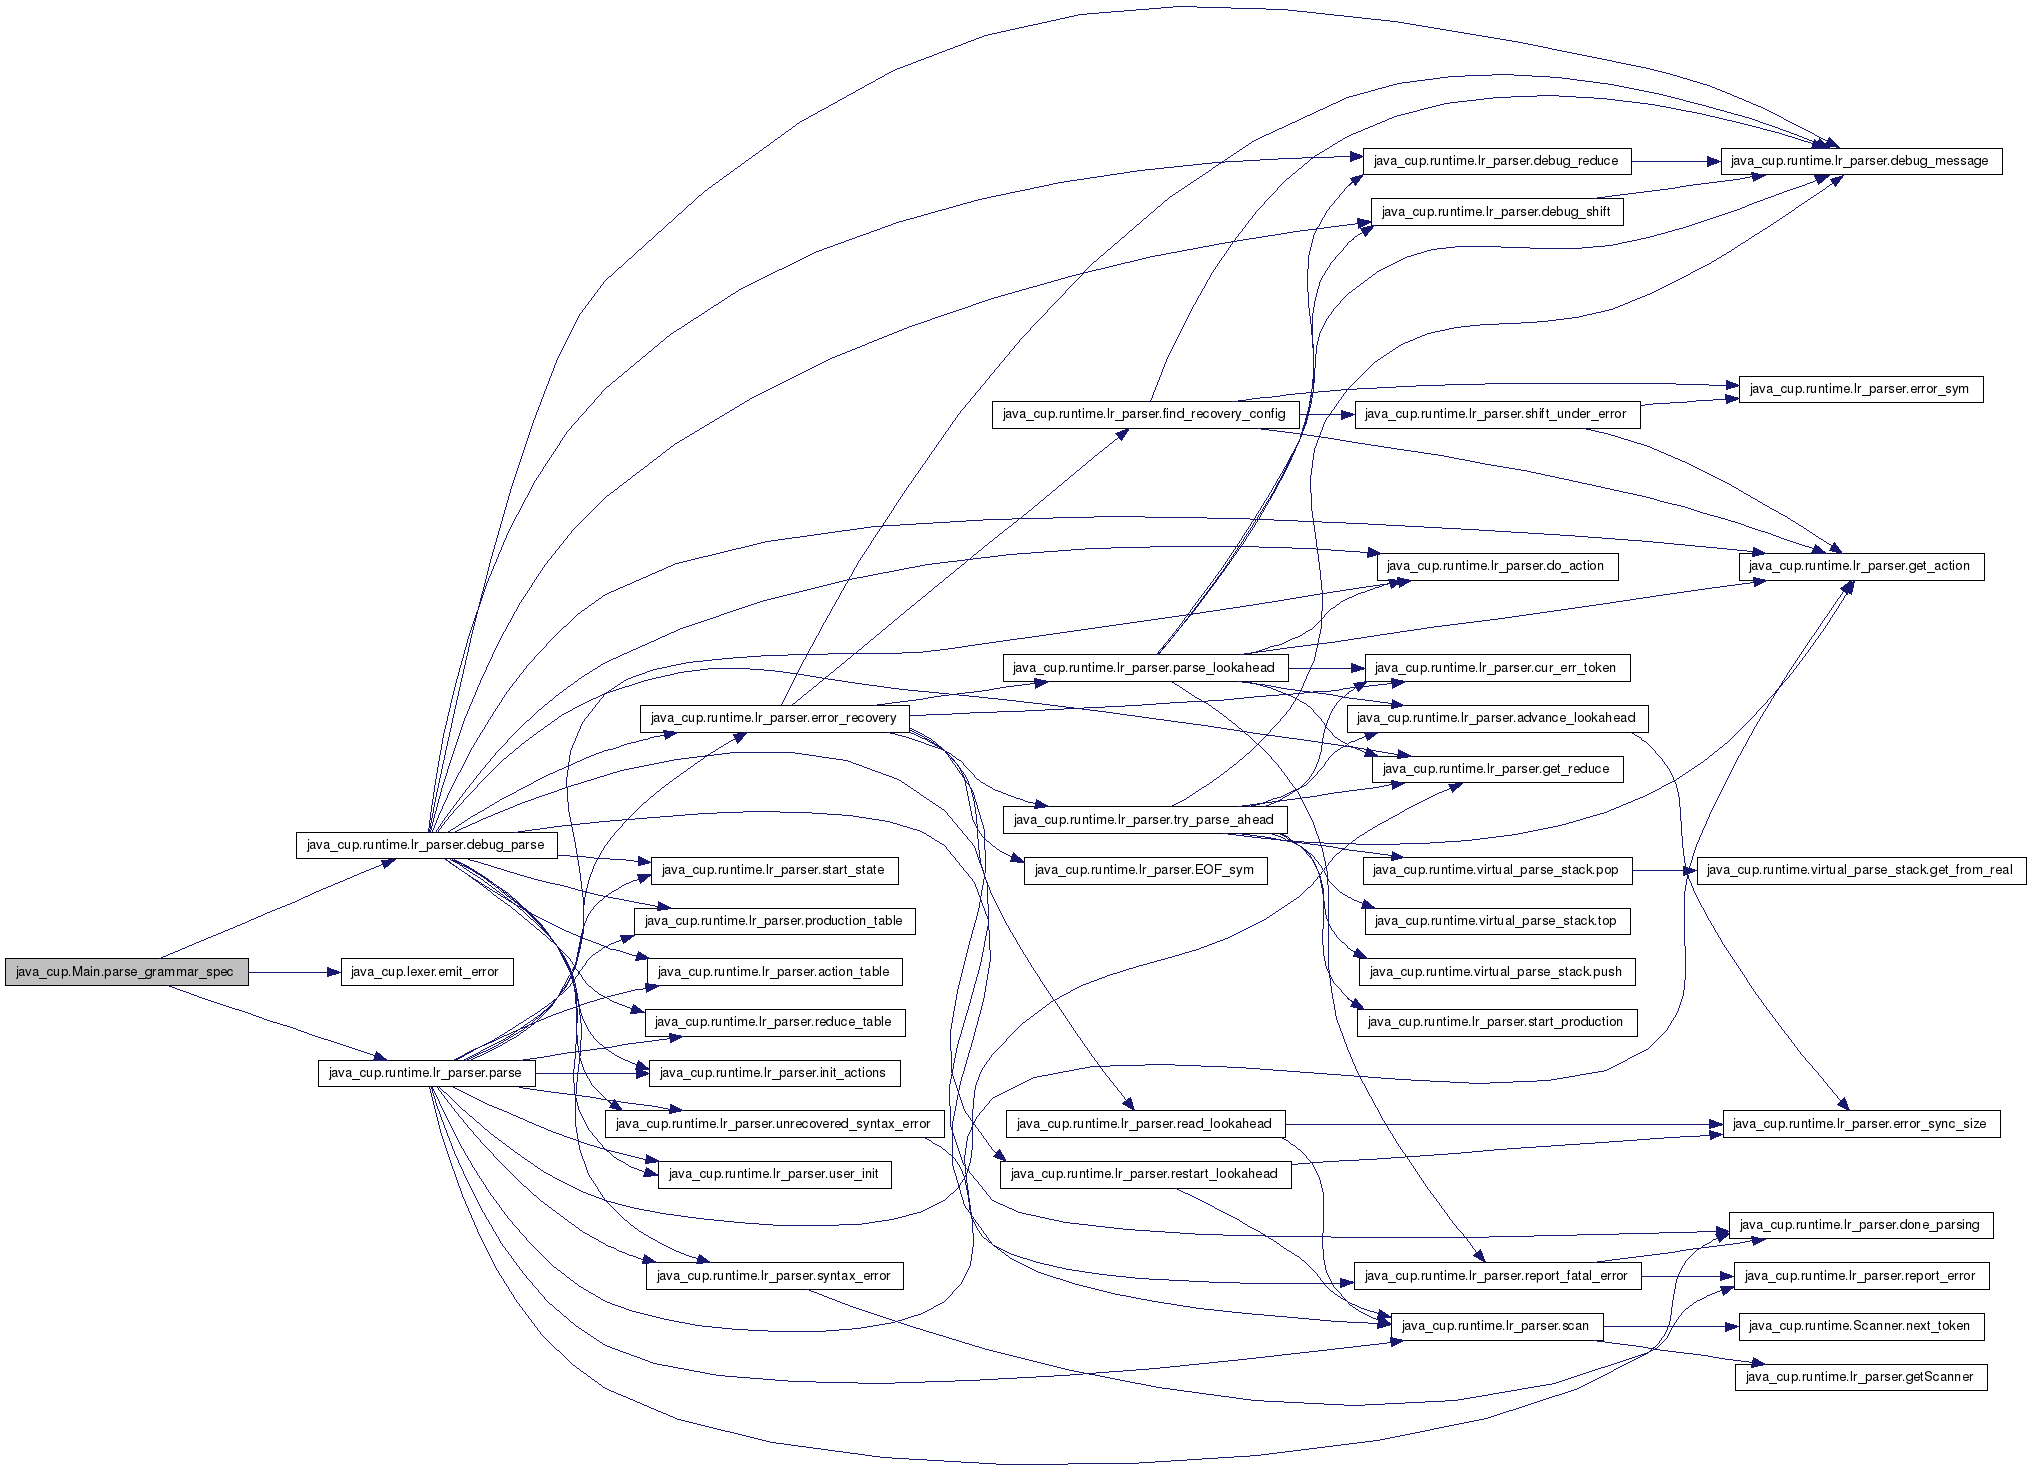 java_cup.Main.parse_grammar_spec
java_cup.runtime.lr_parser.debug_parse
java_cup.lexer.emit_error
java_cup.runtime.lr_parser.parse
java_cup.runtime.lr_parser.error_recovery
java_cup.runtime.lr_parser.start_state
java_cup.runtime.lr_parser.production_table
java_cup.runtime.lr_parser.action_table
java_cup.runtime.lr_parser.reduce_table
java_cup.runtime.lr_parser.init_actions
java_cup.runtime.lr_parser.unrecovered_syntax_error
java_cup.runtime.lr_parser.user_init
java_cup.runtime.lr_parser.syntax_error
java_cup.runtime.lr_parser.find_recovery_config
java_cup.runtime.lr_parser.parse_lookahead
java_cup.runtime.lr_parser.try_parse_ahead
java_cup.runtime.lr_parser.EOF_sym
java_cup.runtime.lr_parser.read_lookahead
java_cup.runtime.lr_parser.restart_lookahead
java_cup.runtime.lr_parser.debug_reduce
java_cup.runtime.lr_parser.debug_shift
java_cup.runtime.lr_parser.shift_under_error
java_cup.runtime.lr_parser.do_action
java_cup.runtime.lr_parser.cur_err_token
java_cup.runtime.lr_parser.advance_lookahead
java_cup.runtime.lr_parser.get_reduce
java_cup.runtime.virtual_parse_stack.pop
java_cup.runtime.virtual_parse_stack.top
java_cup.runtime.virtual_parse_stack.push
java_cup.runtime.lr_parser.start_production
java_cup.runtime.lr_parser.report_fatal_error
java_cup.runtime.lr_parser.scan
java_cup.runtime.lr_parser.debug_message
java_cup.runtime.lr_parser.error_sym
java_cup.runtime.lr_parser.get_action
java_cup.runtime.virtual_parse_stack.get_from_real
java_cup.runtime.lr_parser.error_sync_size
java_cup.runtime.lr_parser.done_parsing
java_cup.runtime.lr_parser.report_error
java_cup.runtime.Scanner.next_token
java_cup.runtime.lr_parser.getScanner